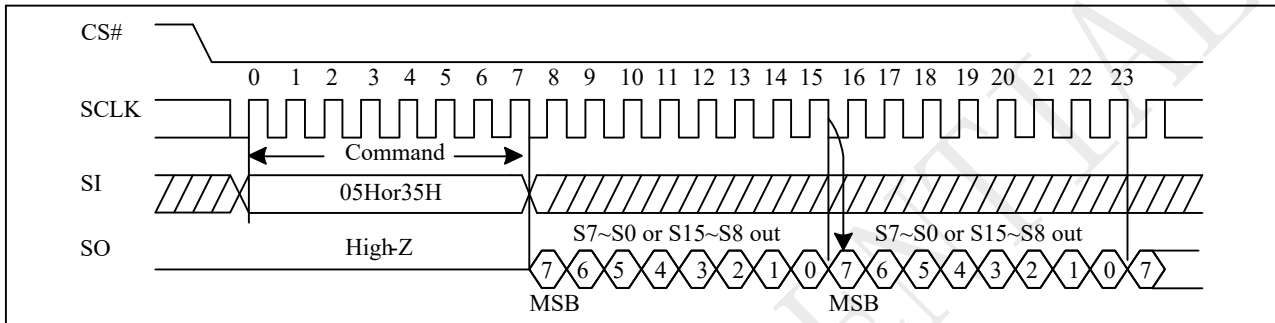 CS#
0 1 2 3 4 5 6 7 8 9 10 11 12 13 14 15 16 17 18 19 20 21 22 23
SCLK
Command
SI
05Hor35H
S7~S0 or S15~S8 out S7~S0 or S15~S8 out
SO
High-Z
7 6 5 4 3 2 1 0 7 6 5 4 3 2 1 0 7
MSB MSB